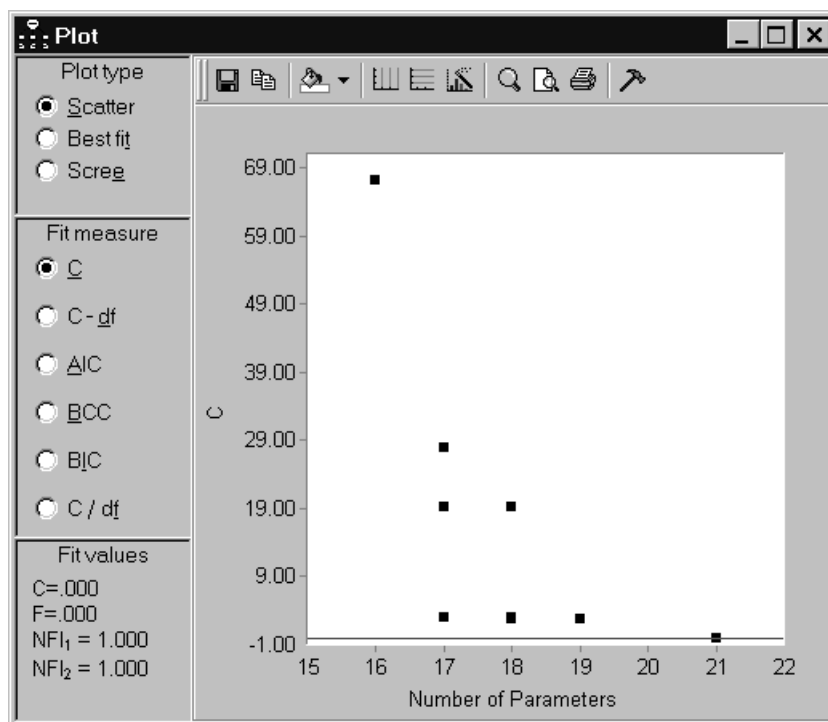 Plot
Plot type
Scatter
Best fit
Scree
Fit measure
C
C - df
AIC
BCC
BIC
C / df
Fit values
C=.000
F=.000
NFI₁ = 1.000
NFI₂ = 1.000
C
69.00
59.00
49.00
39.00
29.00
19.00
9.00
-1.00
15 16 17 18 19 20 21 22
Number of Parameters